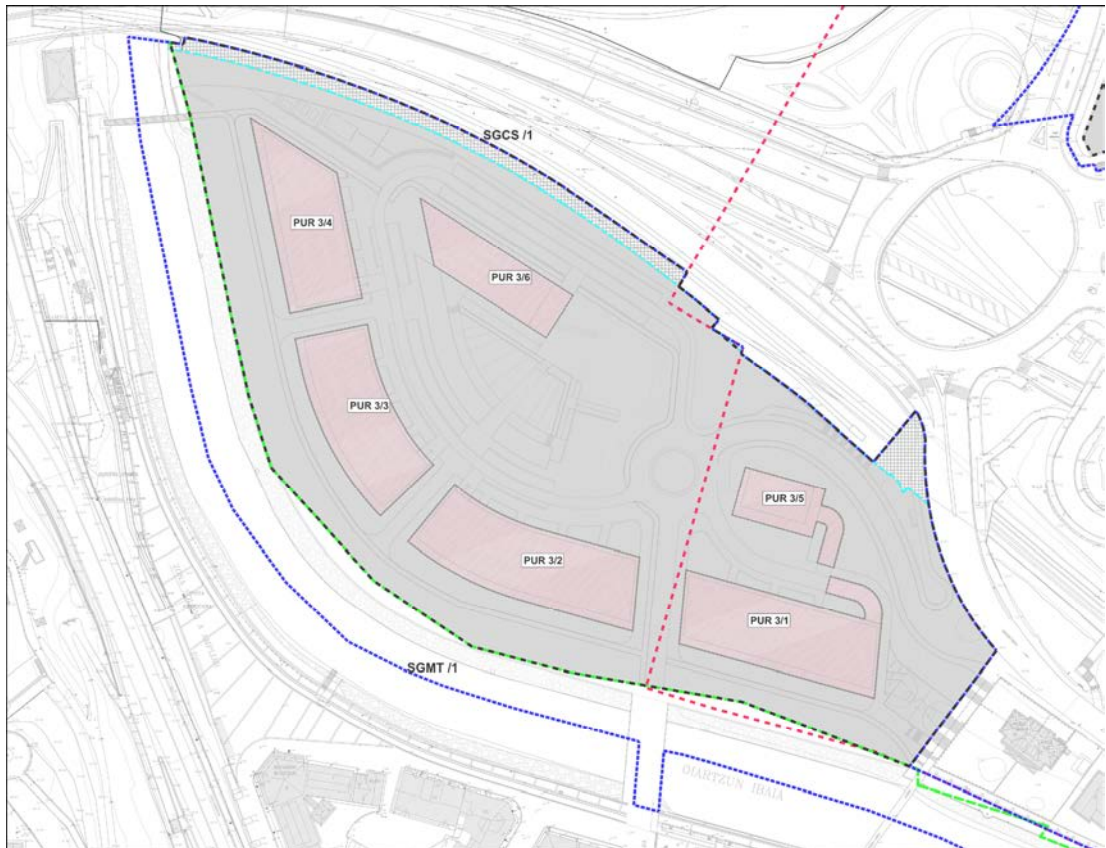 SGCS /1
PUR 3/4
PUR 3/6
PUR 3/3
PUR 3/5
PUR 3/2
PUR 3/1
SGMT /1
OIARTZUN IBAIA